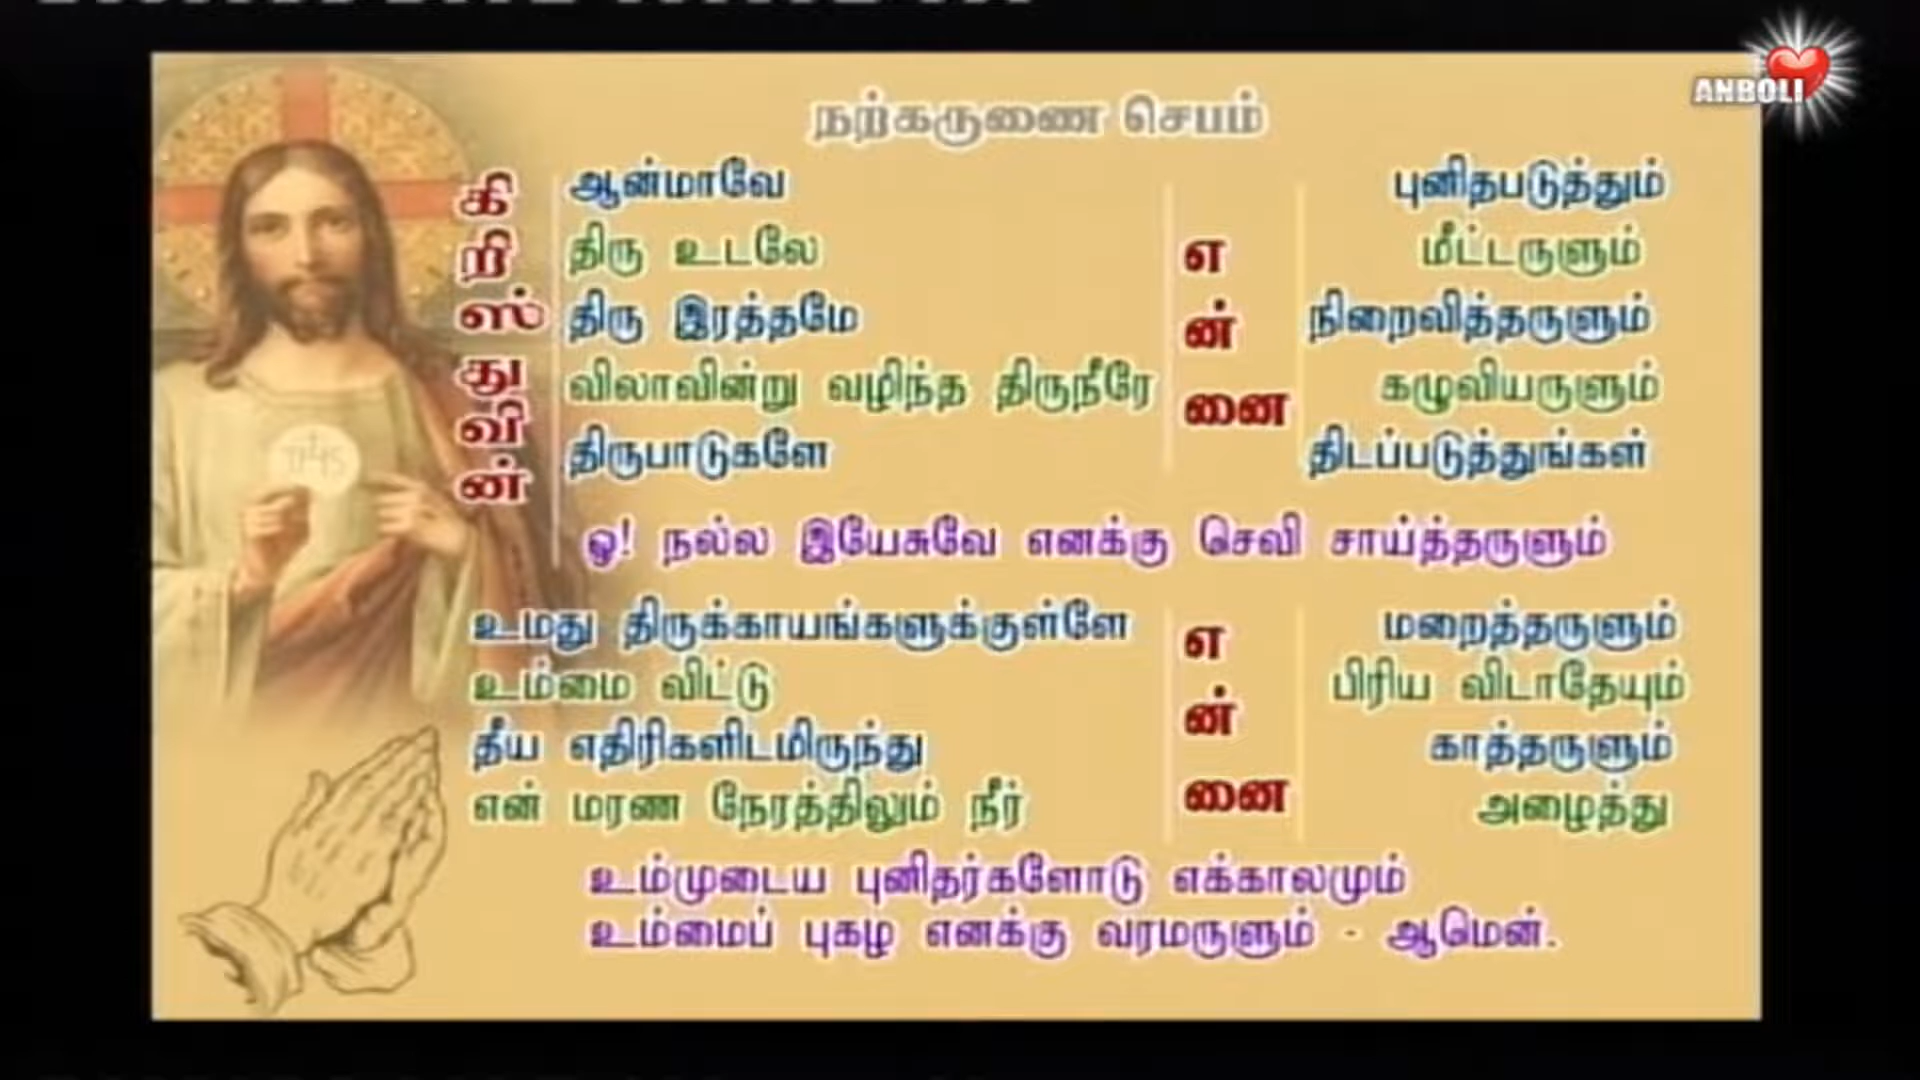 ANBOLI
நற்கருணை செபம்
கிறிஸ்துவின்
ஆன்மாவே என்னை புனிதபடுத்தும்
திரு உடலே மீட்டருளும்
திரு இரத்தமே நிறைவித்தருளும்
விலாவின்று வழிந்த திருநீரே கழுவியருளும்
திருபாடுகளே திடப்படுத்துங்கள்
ஓ! நல்ல இயேசுவே எனக்கு செவி சாய்த்தருளும்
உமது திருக்காயங்களுக்குள்ளே என்னை மறைத்தருளும்
உம்மை விட்டு பிரிய விடாதேயும்
தீய எதிரிகளிடமிருந்து காத்தருளும்
என் மரண நேரத்திலும் நீர் அழைத்து
உம்முடைய புனிதர்களோடு எக்காலமும்
உம்மைப் புகழ எனக்கு வரமருளும் - ஆமென்.